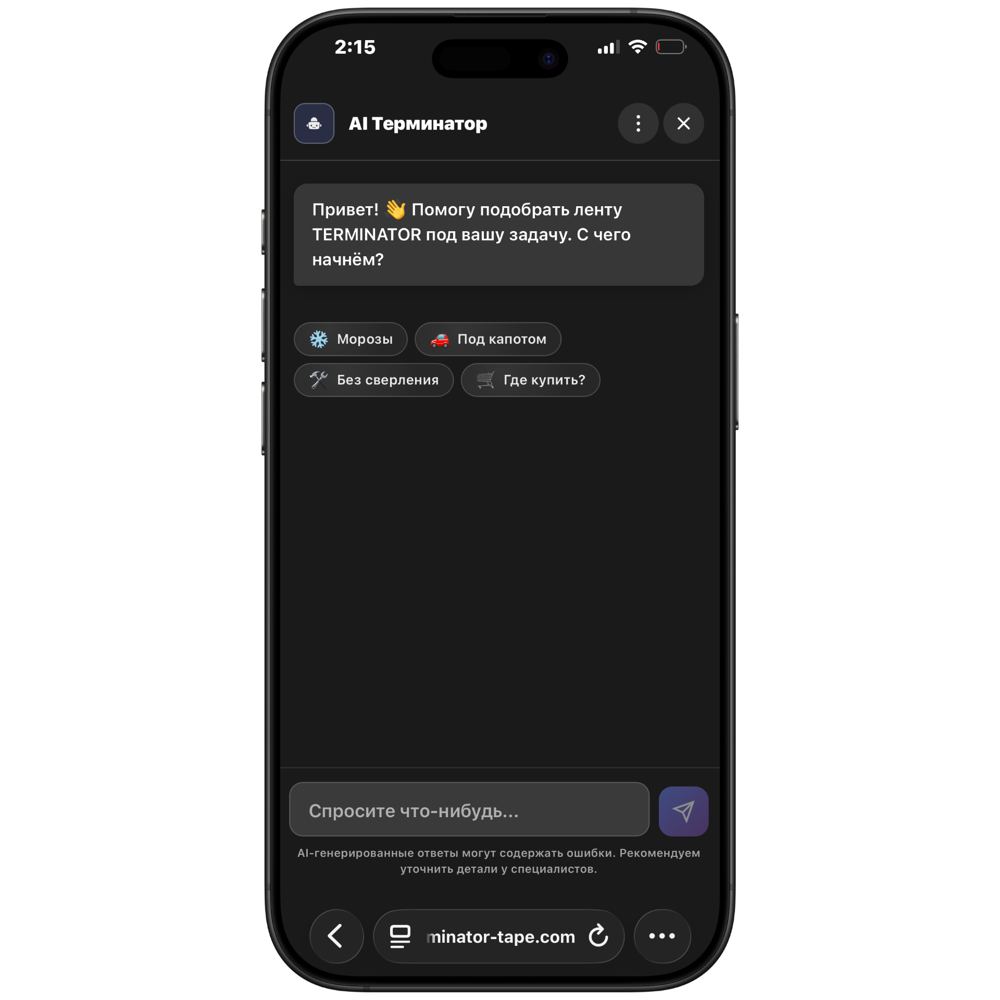 2:15
AI Терминатор
Привет! 👋 Помогу подобрать ленту
TERMINATOR под вашу задачу. С чего
начнём?
Морозы
Под капотом
Без сверления
Где купить?
Спросите что-нибудь...
AI-генерированные ответы могут содержать ошибки. Рекомендуем
уточнить детали у специалистов.
minator-tape.com